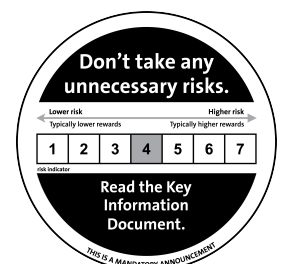 Don't take any
unnecessary risks.
Lower risk Higher risk
Typically lower rewards Typically higher rewards
1 2 3 4 5 6 7
risk indicator
Read the Key
Information
Document.
THIS IS A MANDATORY ANNOUNCEMENT